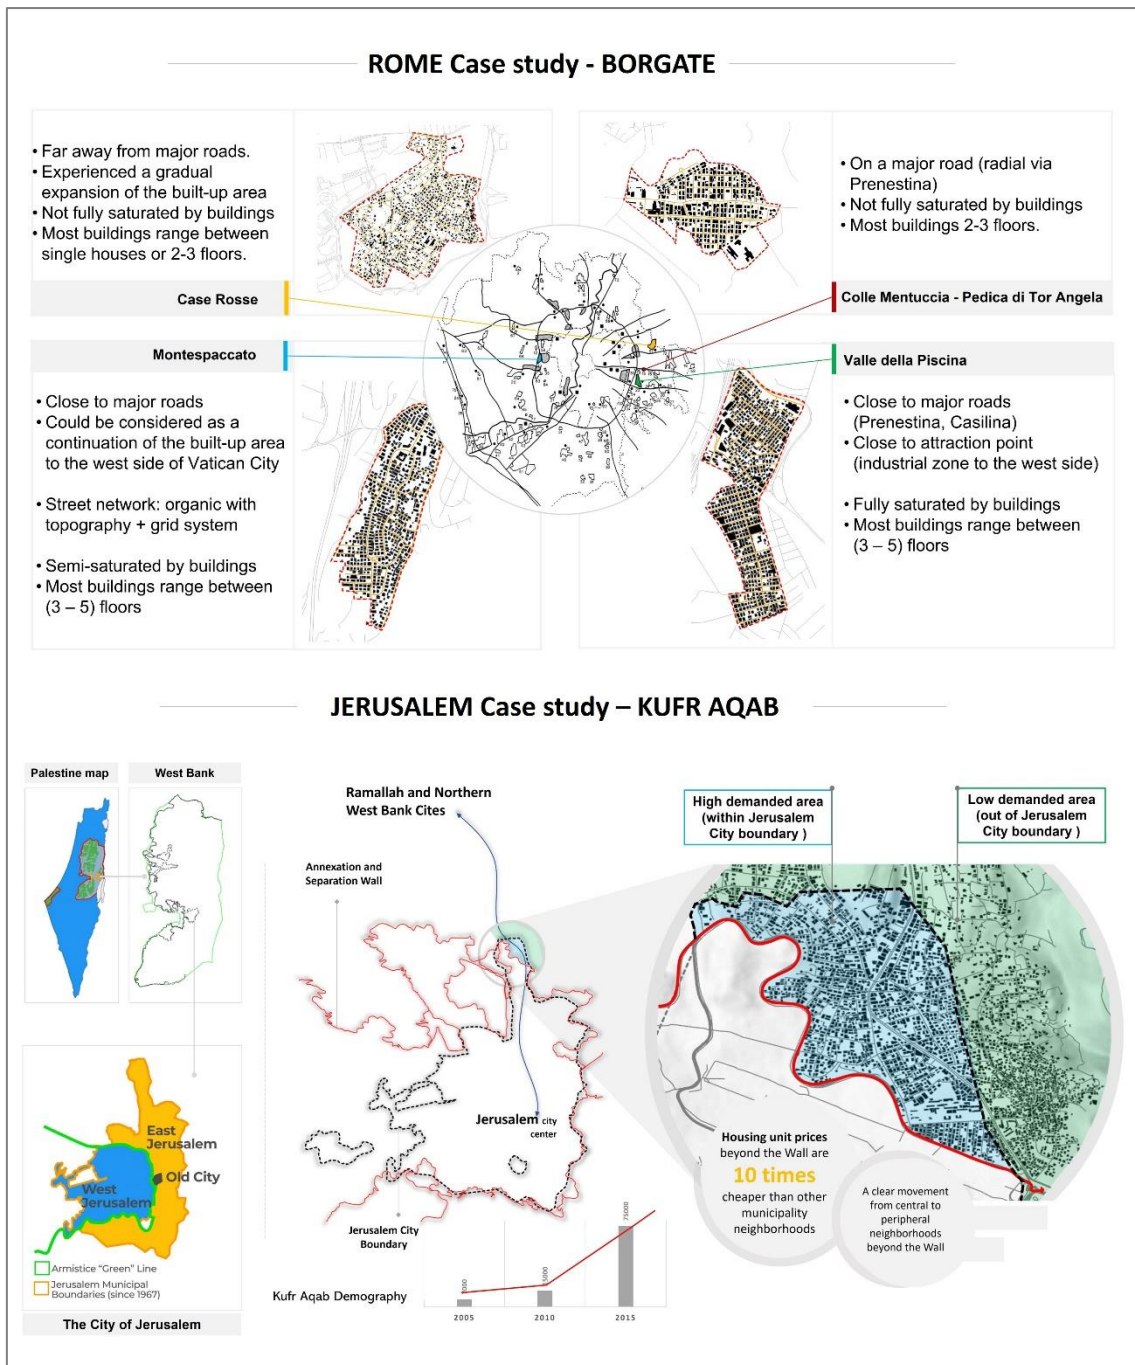 ROME Case study - BORGATE
• Far away from major roads.
• Experienced a gradual
expansion of the built-up area
• Not fully saturated by buildings
• Most buildings range between
single houses or 2-3 floors.
Case Rosse
• On a major road (radial via
Prenestina)
• Not fully saturated by buildings
• Most buildings 2-3 floors.
Colle Mentuccia - Pedica di Tor Angela
Montespaccato
• Close to major roads
• Could be considered as a
continuation of the built-up area
to the west side of Vatican City
• Street network: organic with
topography + grid system
• Semi-saturated by buildings
• Most buildings range between
(3 – 5) floors
Valle della Piscina
• Close to major roads
(Prenestina, Casilina)
• Close to attraction point
(industrial zone to the west side)
• Fully saturated by buildings
• Most buildings range between
(3 – 5) floors
JERUSALEM Case study – KUFR AQAB
Palestine map
West Bank
East
Jerusalem
Old City
West
Jerusalem
Armistice "Green" Line
Jerusalem Municipal
Boundaries (since 1967)
The City of Jerusalem
Ramallah and Northern
West Bank Cites
Annexation and
Separation Wall
Jerusalem city
center
Jerusalem City
Boundary
Kufr Aqab Demography
75000
2005
2010
2015
High demanded area
(within Jerusalem
City boundary )
Low demanded area
(out of Jerusalem
City boundary )
Housing unit prices
beyond the Wall are
10 times
cheaper than other
municipality
neighborhoods
A clear movement
from central to
peripheral
neighborhoods
beyond the Wall